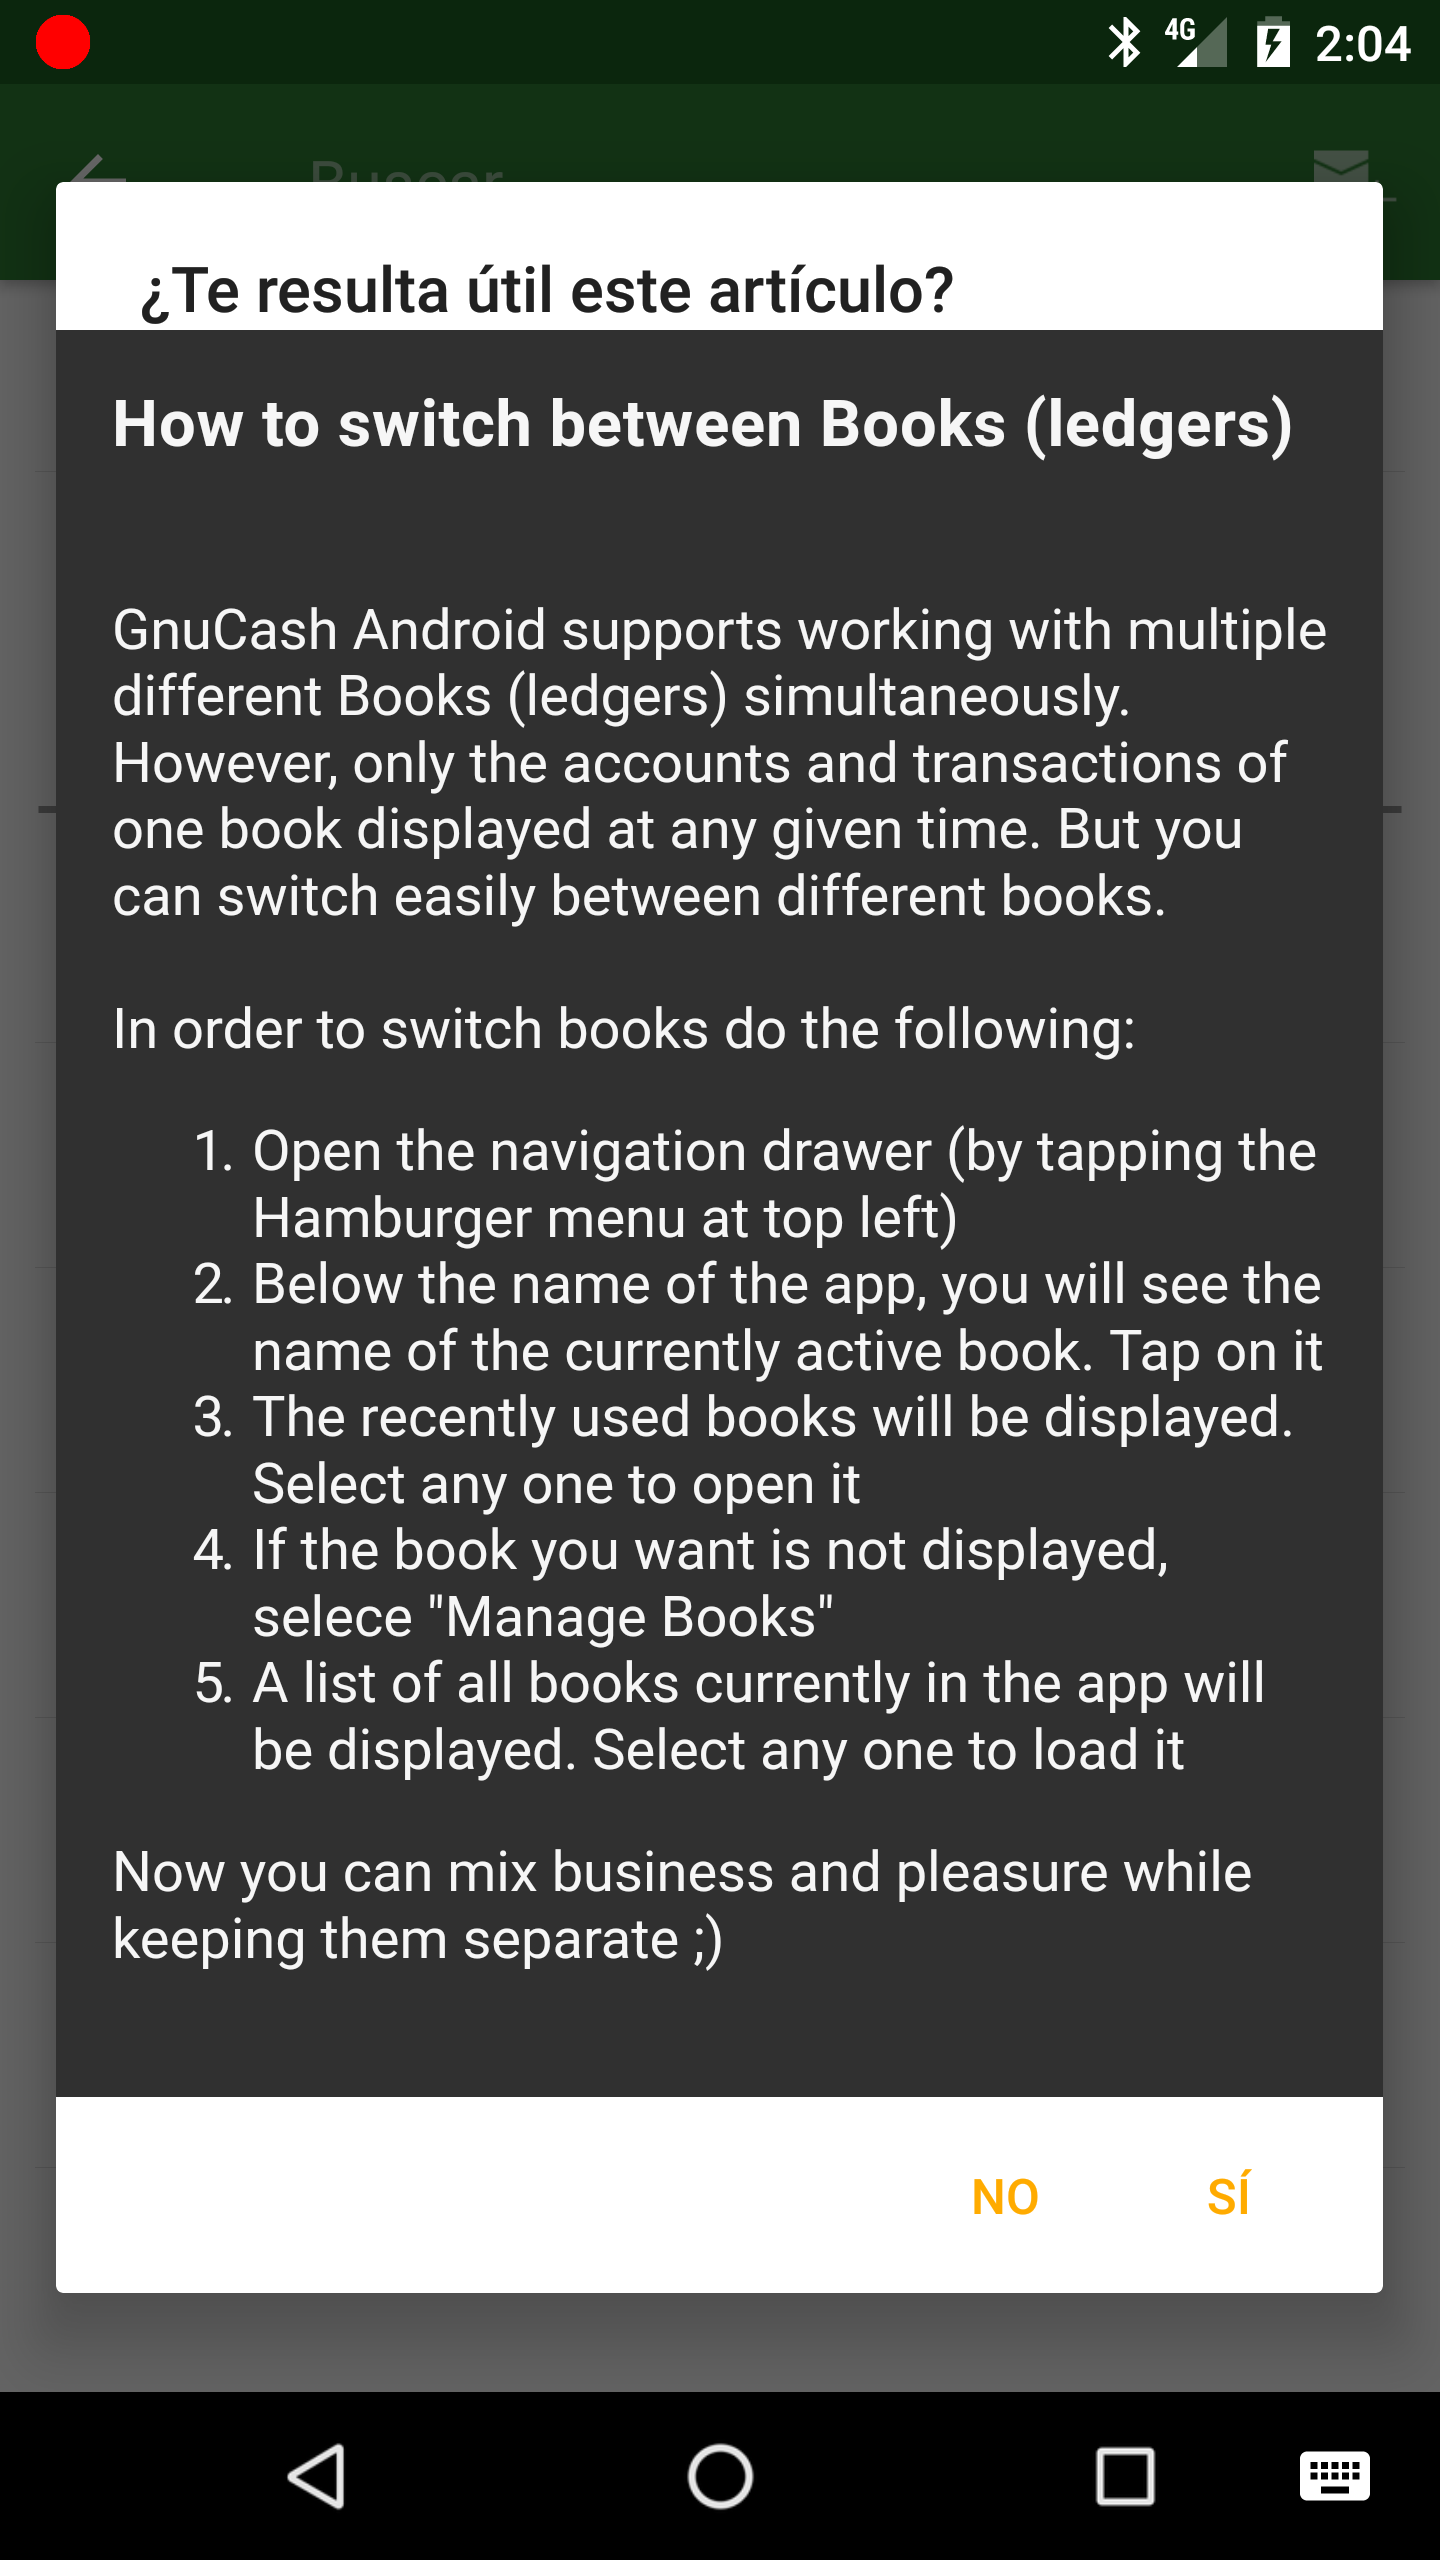 4G 2:04
Buscar
¿Te resulta útil este artículo?
How to switch between Books (ledgers)
GnuCash Android supports working with multiple
different Books (ledgers) simultaneously.
However, only the accounts and transactions of
one book displayed at any given time. But you
can switch easily between different books.
In order to switch books do the following:
1. Open the navigation drawer (by tapping the
Hamburger menu at top left)
2. Below the name of the app, you will see the
name of the currently active book. Tap on it
3. The recently used books will be displayed.
Select any one to open it
4. If the book you want is not displayed,
selece "Manage Books"
5. A list of all books currently in the app will
be displayed. Select any one to load it
Now you can mix business and pleasure while
keeping them separate ;)
NO SÍ